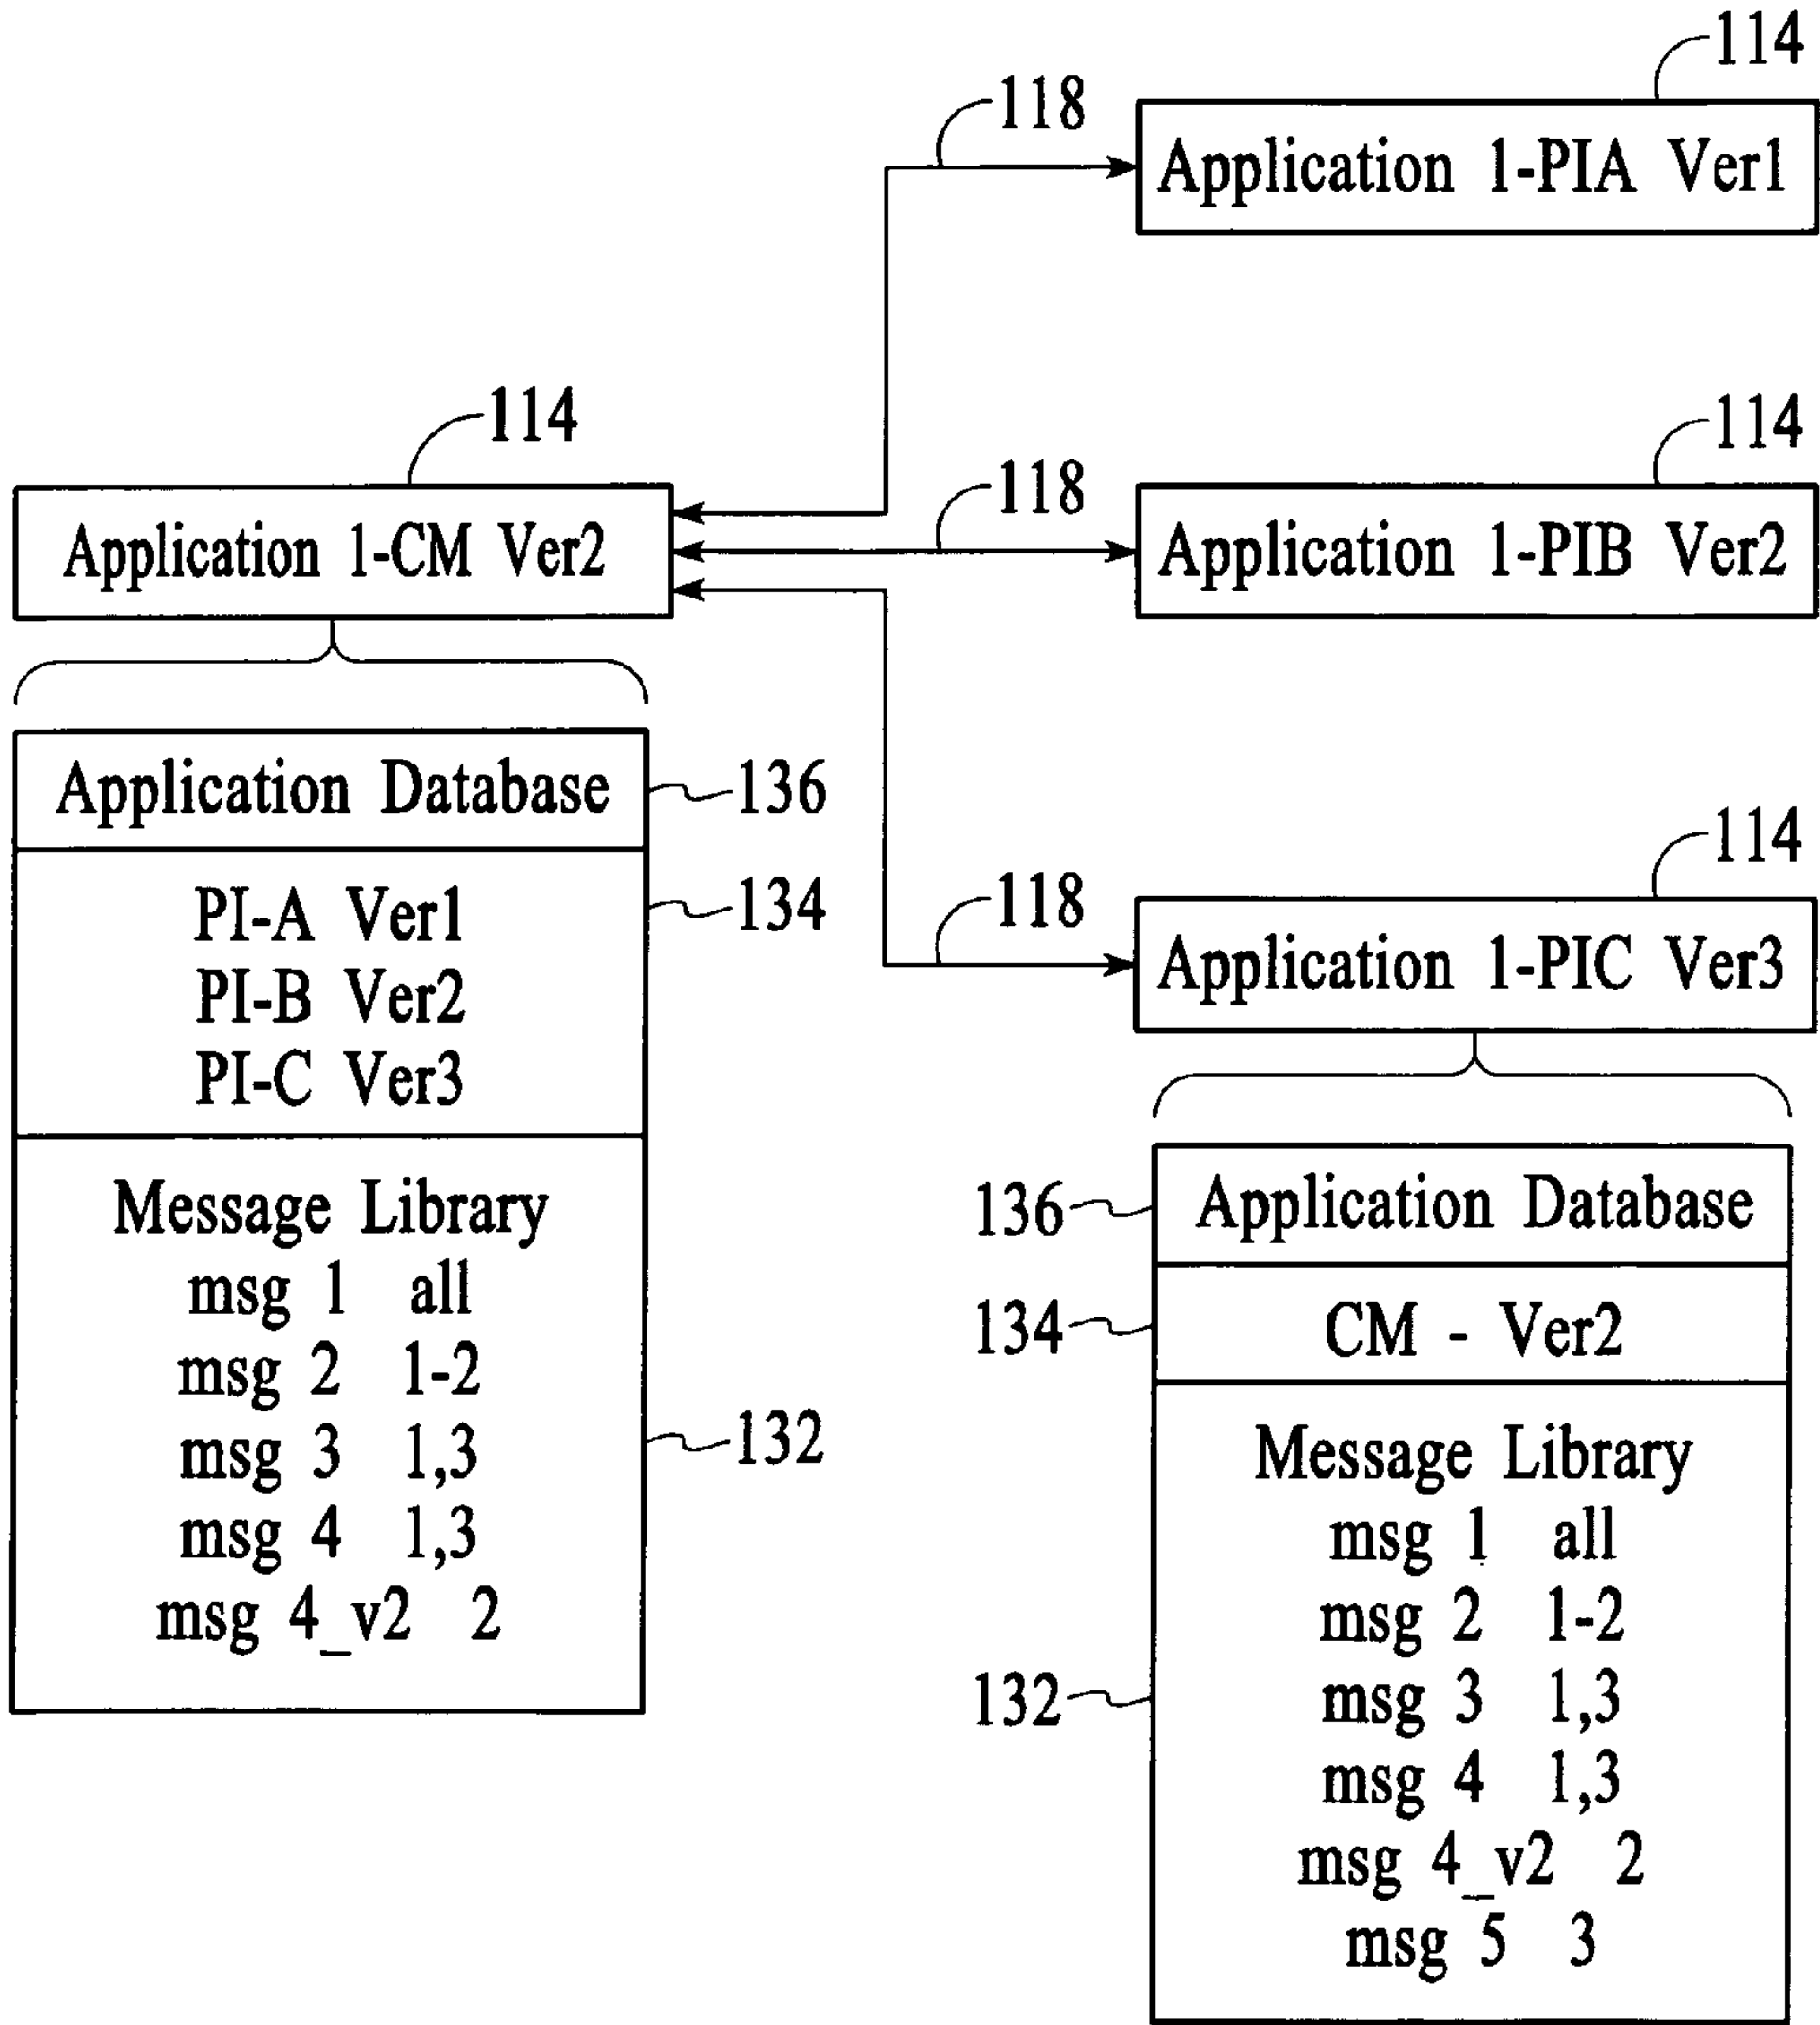 114
118
Application 1-PIA Ver1
114
114
118
Application 1-CM Ver2
Application 1-PIB Ver2
Application Database
136
PI-A Ver1
134
PI-B Ver2
PI-C Ver3
114
118
Application 1-PIC Ver3
Message Library
msg 1 all
msg 2 1-2
msg 3 1,3
132
msg 4 1,3
msg 4_v2 2
136
Application Database
134
CM - Ver2
Message Library
msg 1 all
msg 2 1-2
132
msg 3 1,3
msg 4 1,3
msg 4_v2 2
msg 5 3